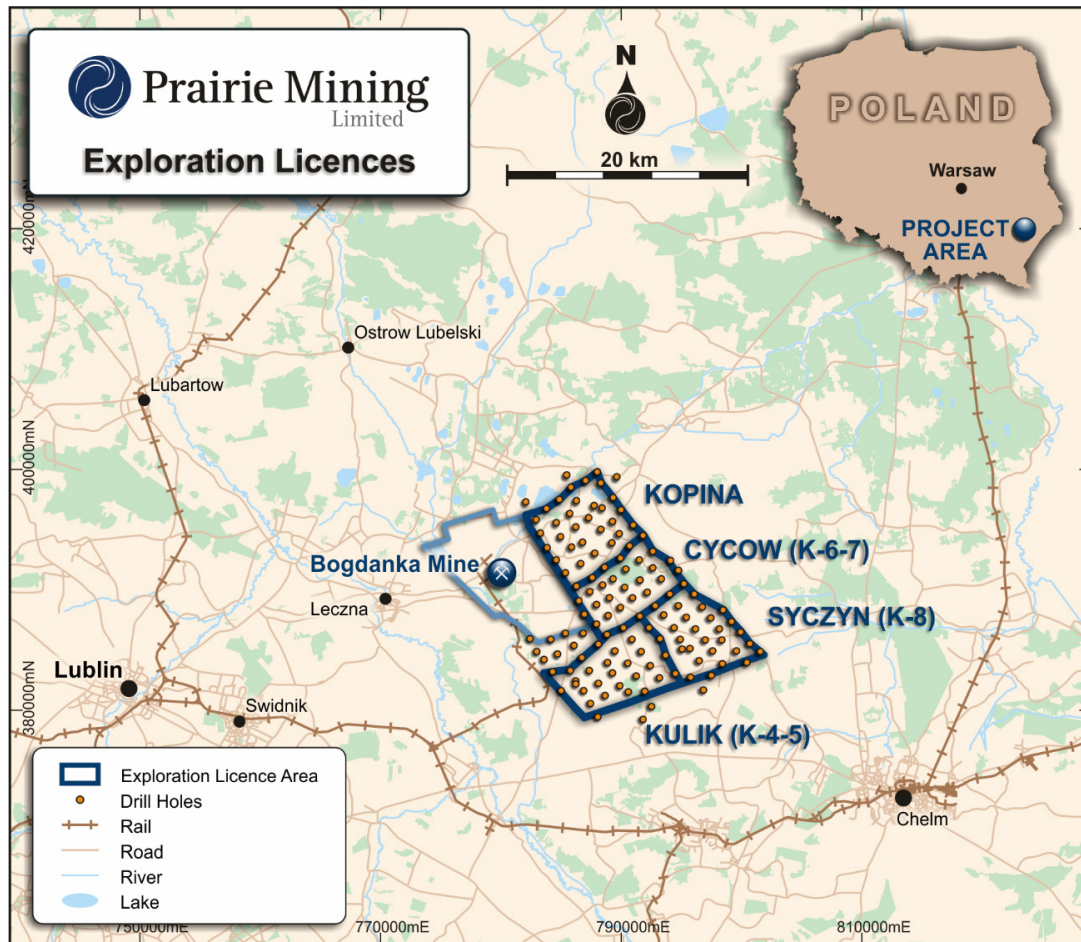 Prairie Mining
Limited
Exploration Licences
N
20 km
POLAND
Warsaw
PROJECT
AREA
420000mN
400000mN
380000mN
Ostrow Lubelski
Lubartow
KOPINA
CYCOW (K-6-7)
Bogdanka Mine
Leczna
SYCZYN (K-8)
Lublin
Swidnik
KULIK (K-4-5)
Chelm
Exploration Licence Area
Drill Holes
Rail
Road
River
Lake
750000mE
770000mE
790000mE
810000mE